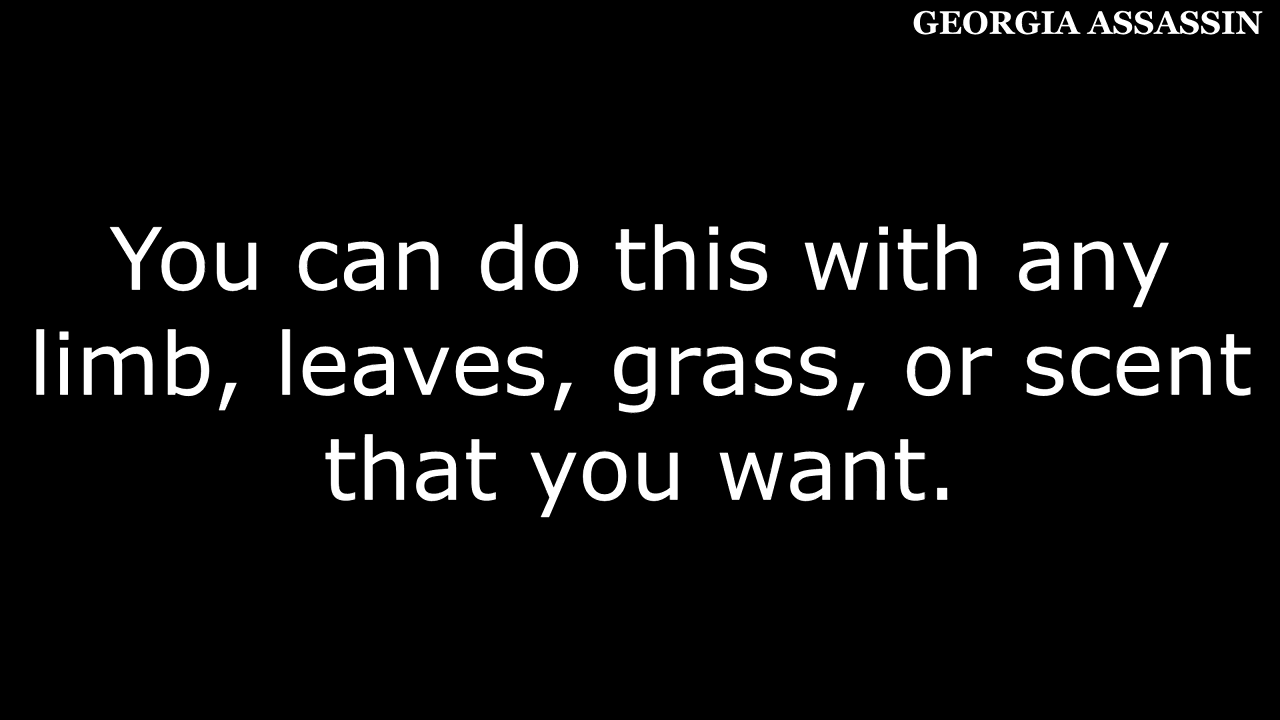 GEORGIA ASSASSIN
You can do this with any
limb, leaves, grass, or scent
that you want.